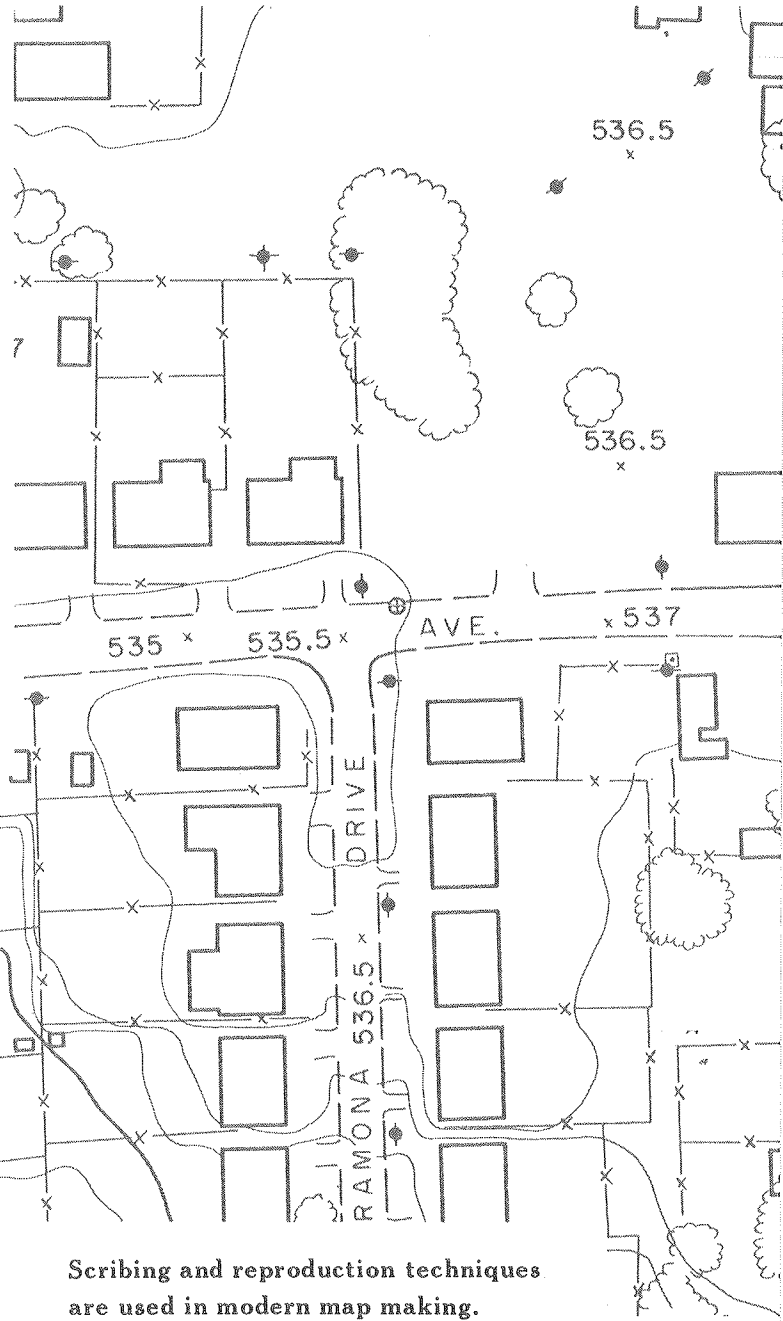 536.5
7
536.5
535
535.5
AVE.
537
RAMONA 536.5 DRIVE
Scribing and reproduction techniques
are used in modern map making.